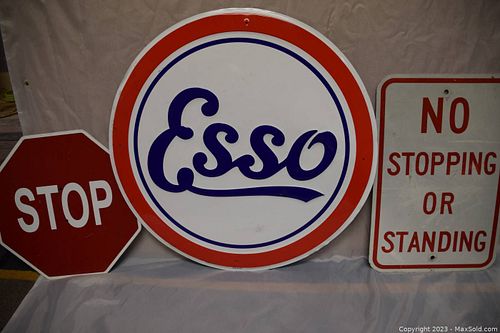 STOP
Esso
NO
STOPPING
OR
STANDING
Copyright 2023 - MaxSold.com